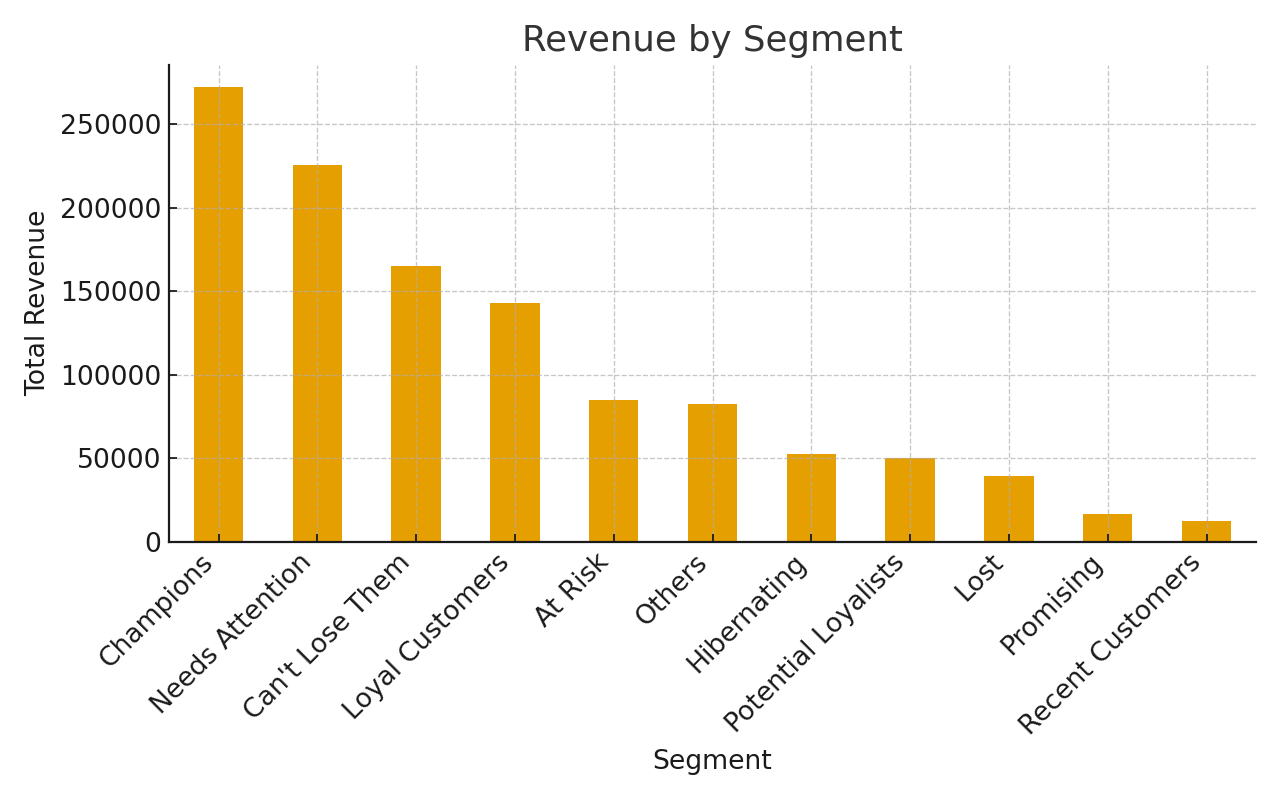 Revenue by Segment
Total Revenue
250000
200000
150000
100000
50000
0
Champions
Needs Attention
Can't Lose Them
Loyal Customers
At Risk
Others
Hibernating
Potential Loyalists
Lost
Promising
Recent Customers
Segment